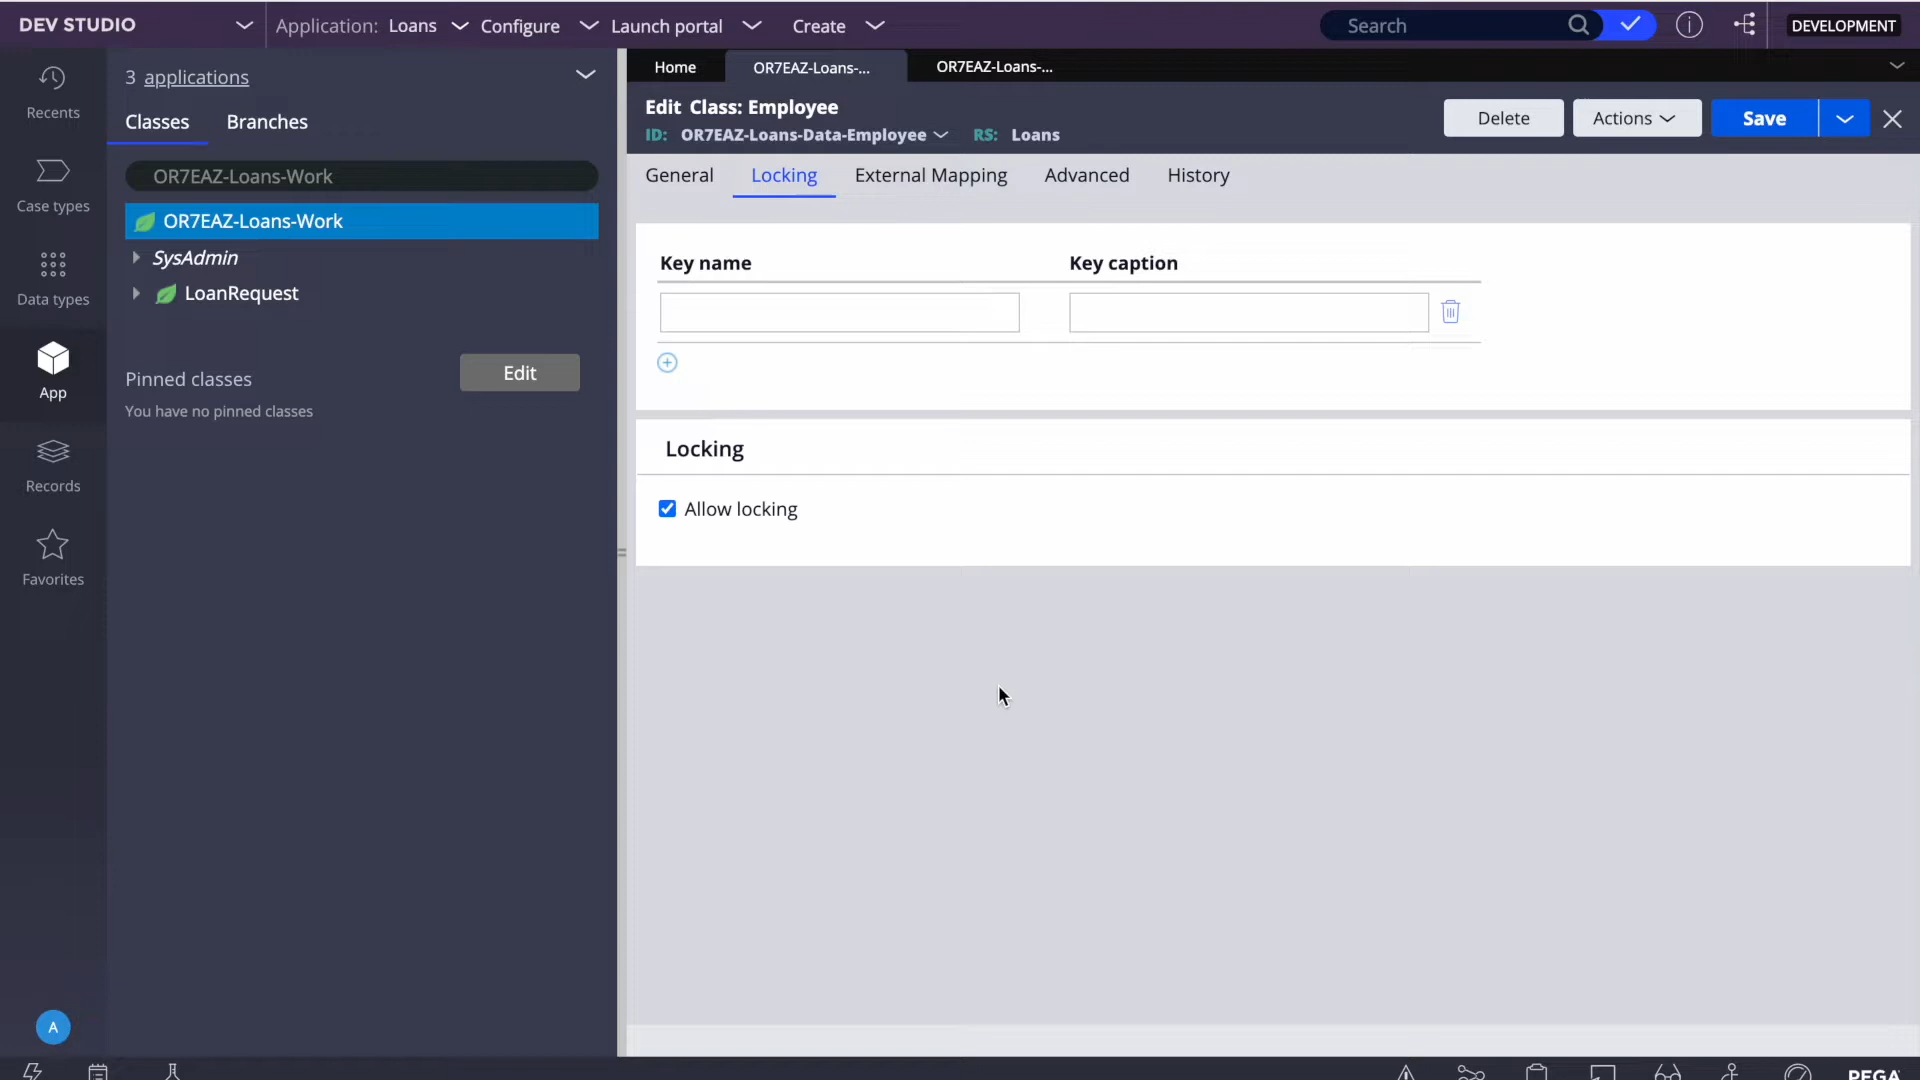 DEV STUDIO
Application: Loans
Configure
Launch portal
Create
Search
DEVELOPMENT
Recents
Case types
Data types
App
Records
Favorites
A
3 applications
Classes
Branches
OR7EAZ-Loans-Work
OR7EAZ-Loans-Work
SysAdmin
LoanRequest
Pinned classes
Edit
You have no pinned classes
Home
OR7EAZ-Loans-...
OR7EAZ-Loans-...
Edit Class: Employee
ID: OR7EAZ-Loans-Data-Employee RS: Loans
Delete
Actions
Save
General
Locking
External Mapping
Advanced
History
Key name
Key caption
Locking
Allow locking
PEGA